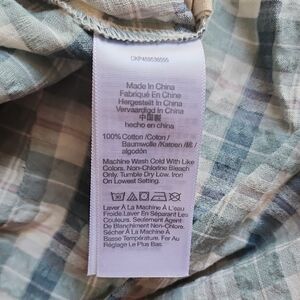 CKP469536555
Made In China
Fabriqué En Chine
Hergestellt In China
Vervaardigd In China
中国製
hecho en china
100% Cotton /Coton /
Baumwolle /Katoen /綿 /
algodón
Machine Wash Cold With Like
Colors. Non-Chlorine Bleach
Only. Tumble Dry Low. Iron
on Lowest Setting.
Laver À La Machine À L'eau
Froide.Laver En Séparant Les
Couleurs. Seulement Agent
De Blanchiment Non-Chloré.
Sécher À La Machine À
Basse Température. Fer Au
Réglage Le Plus Bas.